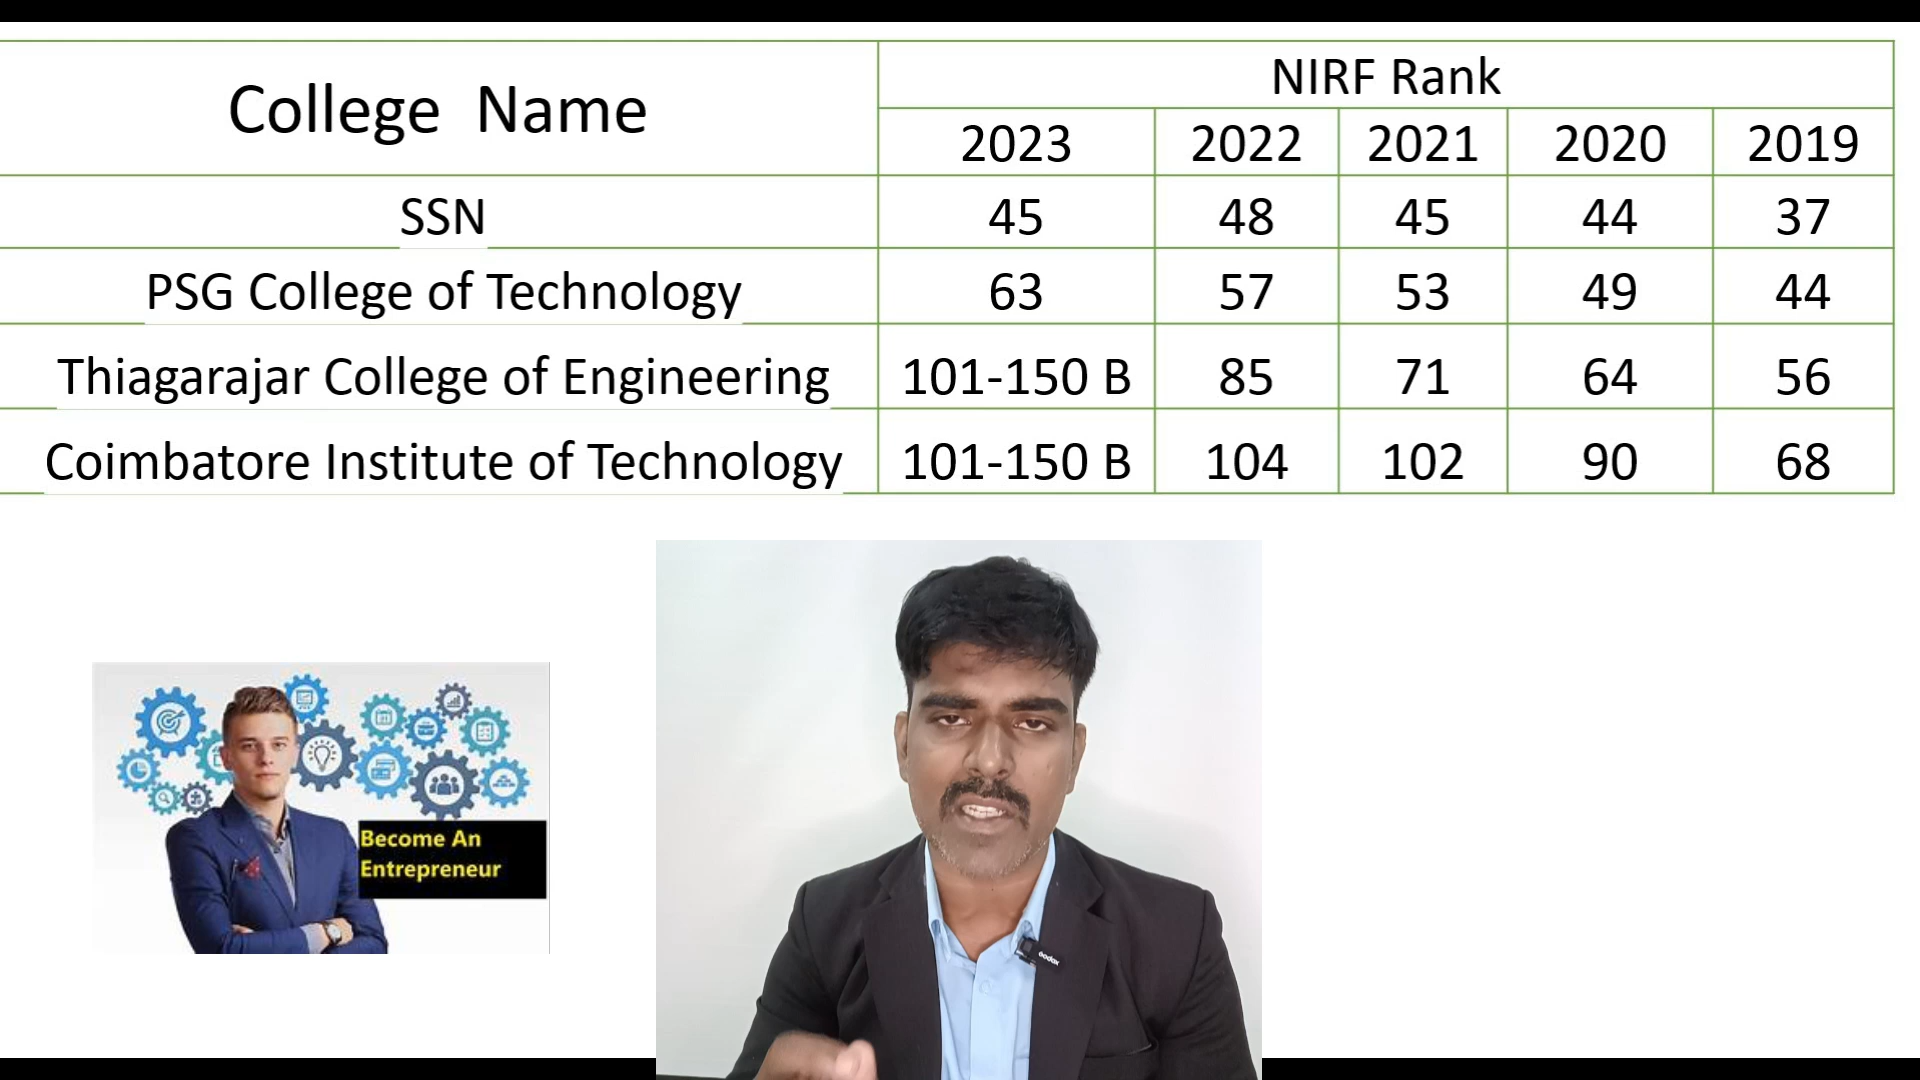 College Name
NIRF Rank
2023 2022 2021 2020 2019
SSN 45 48 45 44 37
PSG College of Technology 63 57 53 49 44
Thiagarajar College of Engineering 101-150 B 85 71 64 56
Coimbatore Institute of Technology 101-150 B 104 102 90 68
Become An
Entrepreneur
Godox